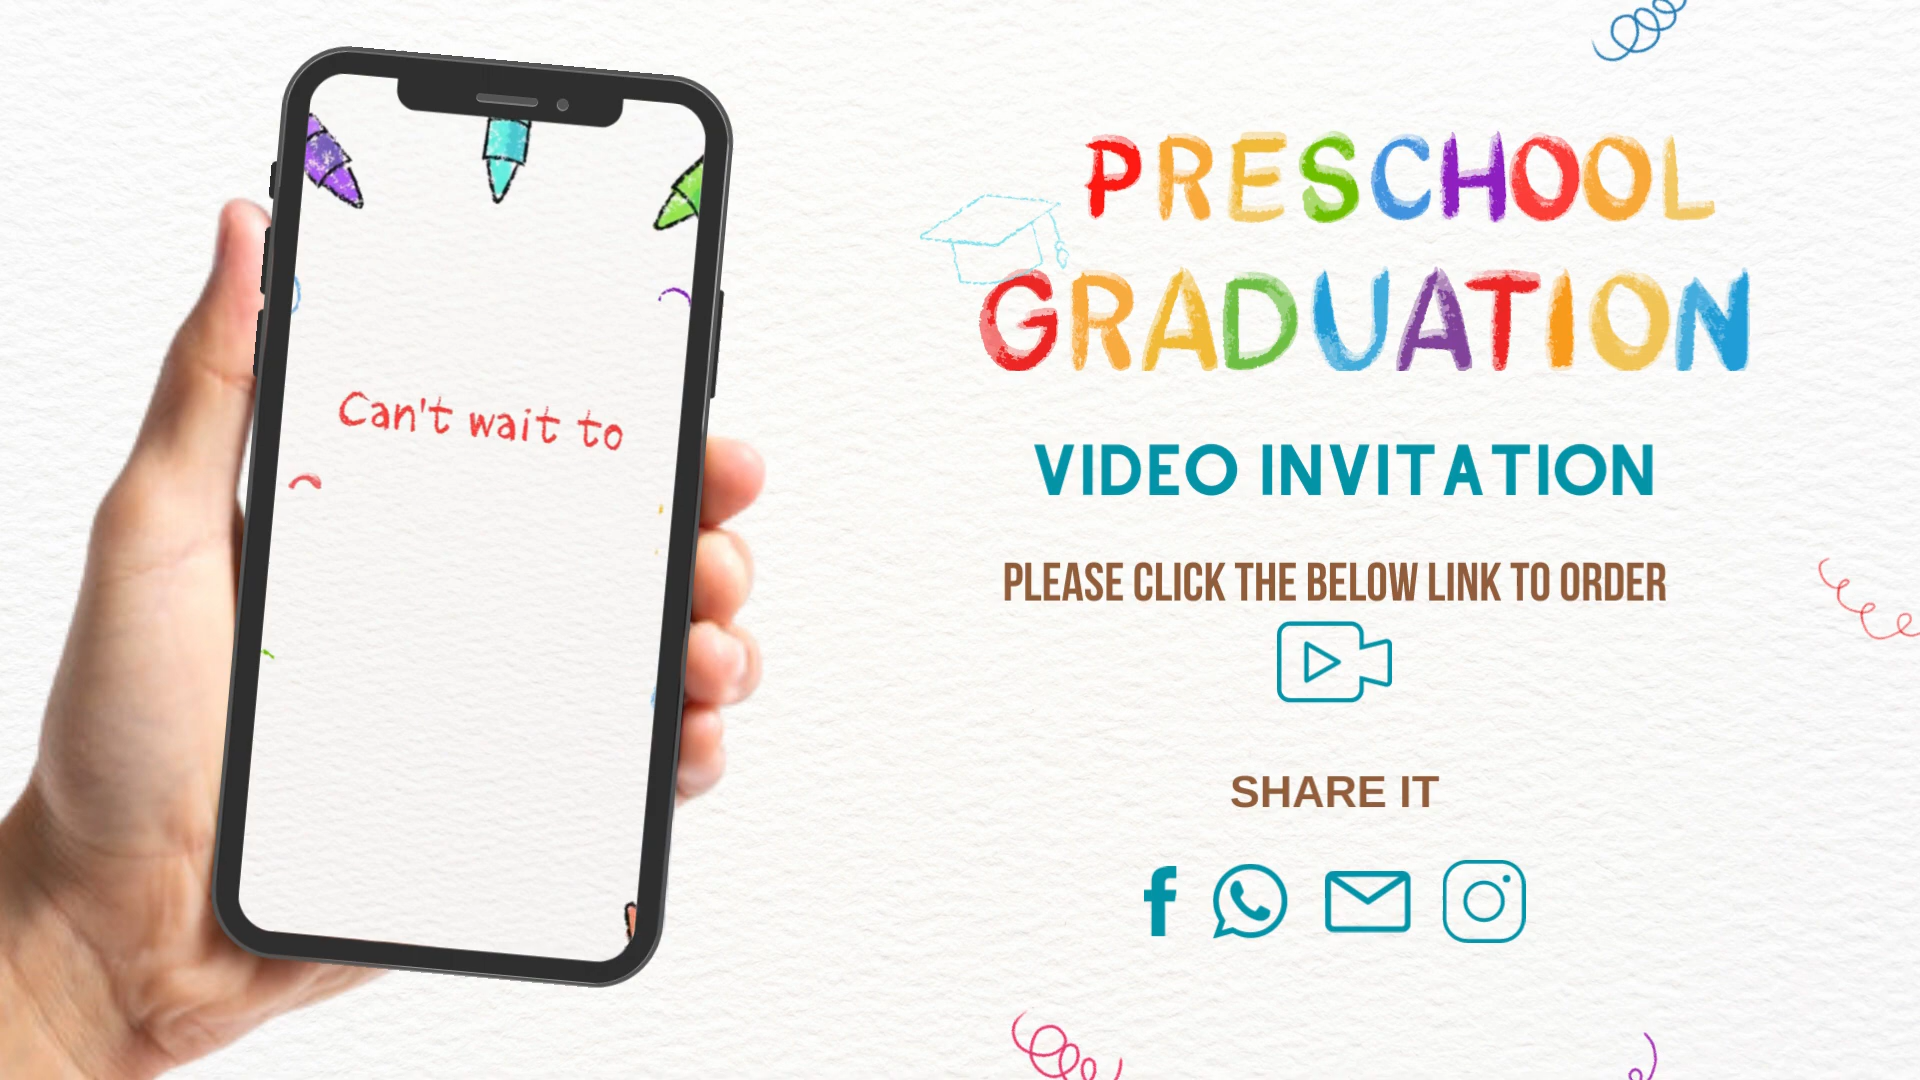 Can't wait to
PRESCHOOL
GRADUATION
VIDEO INVITATION
PLEASE CLICK THE BELOW LINK TO ORDER
SHARE IT